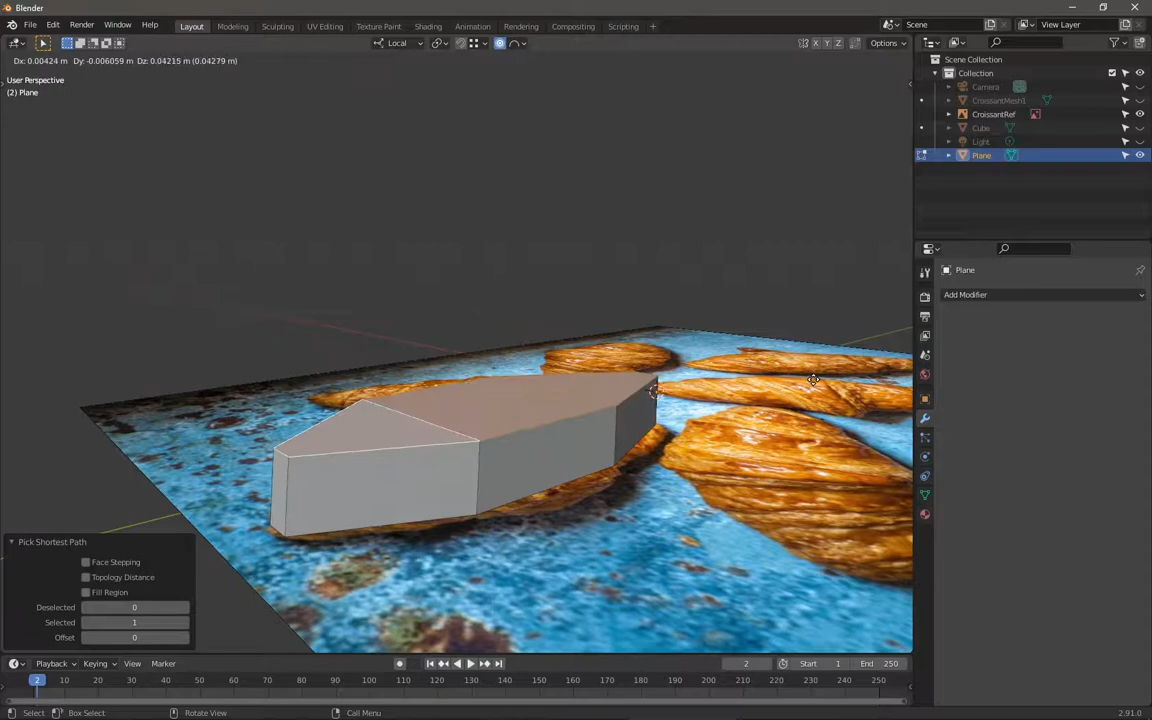 Blender
File Edit Render Window Help
Layout Modeling Sculpting UV Editing Texture Paint Shading Animation Rendering Compositing Scripting +
Scene
View Layer
Local
X Y Z
Options
Dx: 0.00424 m Dy: -0.006059 m Dz: 0.04215 m (0.04279 m)
User Perspective
(2) Plane
Scene Collection
Collection
Camera
CroissantMesh1
CroissantRef
Cube
Light
Plane
Plane
Add Modifier
Pick Shortest Path
Face Stepping
Topology Distance
Fill Region
Deselected 0
Selected 1
Offset 0
Playback Keying View Marker
2
Start 1
End 250
2 10 20 30 40 50 60 70 80 90 100 110 120 130 140 150 160 170 180 190 200 210 220 230 240 250
Select Box Select Rotate View Call Menu
2.91.0